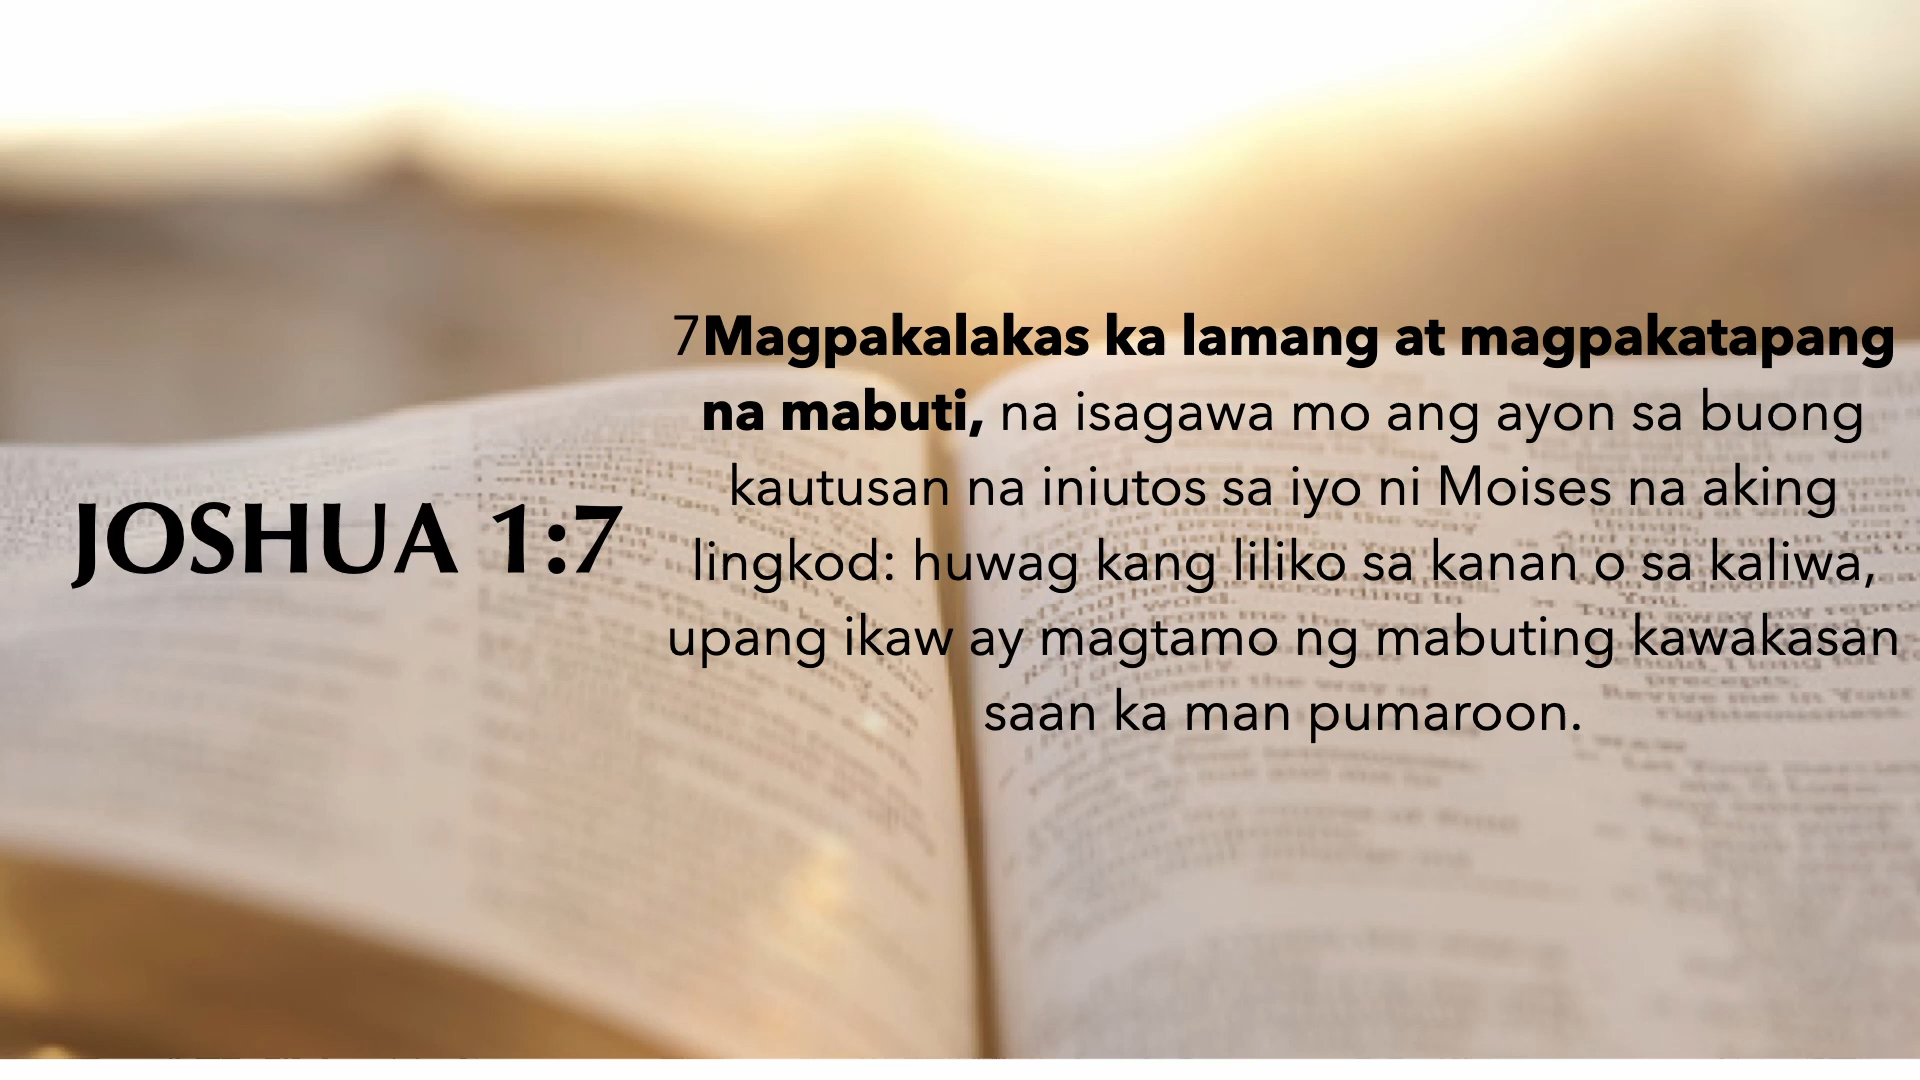 JOSHUA 1:7
7Magpakalakas ka lamang at magpakatapang
na mabuti, na isagawa mo ang ayon sa buong
kautusan na iniutos sa iyo ni Moises na aking
lingkod: huwag kang liliko sa kanan o sa kaliwa,
upang ikaw ay magtamo ng mabuting kawakasan
saan ka man pumaroon.